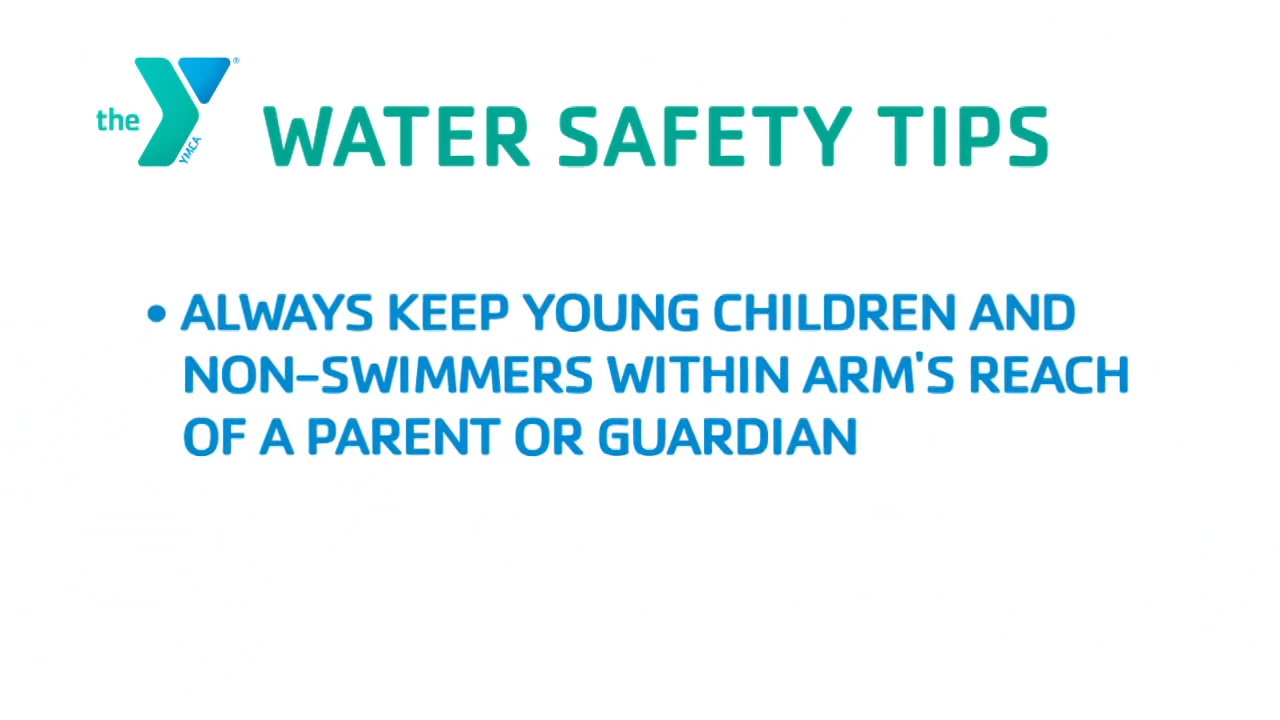 the Y® YMCA
WATER SAFETY TIPS
• ALWAYS KEEP YOUNG CHILDREN AND
NON-SWIMMERS WITHIN ARM'S REACH
OF A PARENT OR GUARDIAN